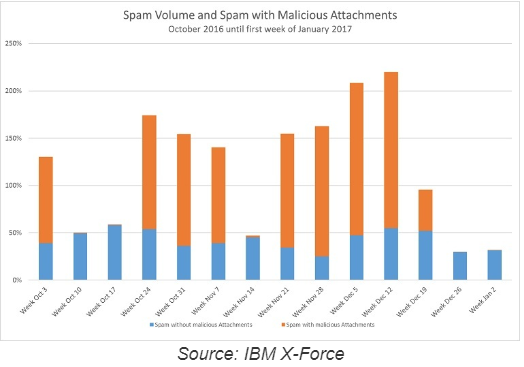 Spam Volume and Spam with Malicious Attachments
October 2016 until first week of January 2017
250%
200%
150%
100%
50%
0%
Week Oct 3
Week Oct 10
Week Oct 17
Week Oct 24
Week Oct 31
Week Nov 7
Week Nov 14
Week Nov 21
Week Nov 28
Week Dec 5
Week Dec 12
Week Dec 19
Week Dec 26
Week Jan 2
Spam without malicious Attachments
Spam with malicious Attachments
Source: IBM X-Force